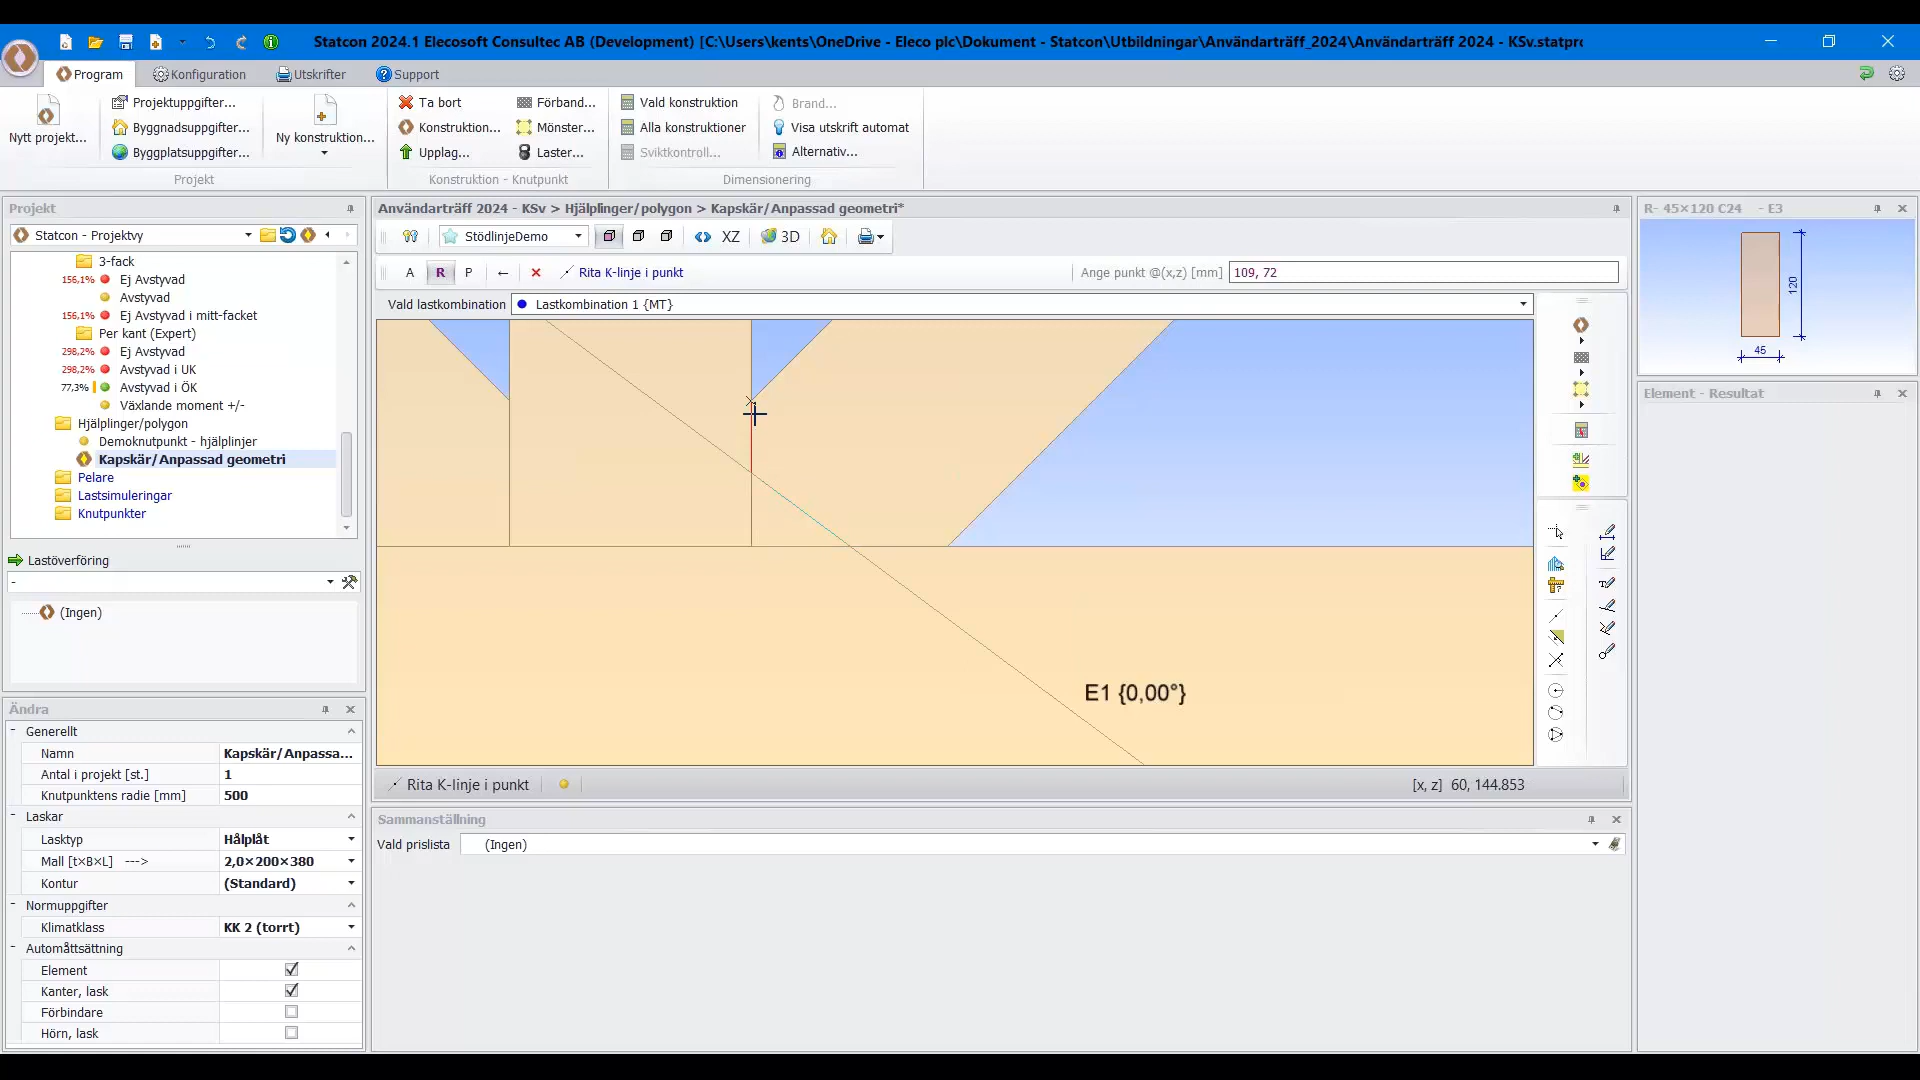 Statcon 2024.1 Elecosoft Consultec AB (Development) [C:\Users\kents\OneDrive - Eleco plc\Dokument - Statcon\Utbildningar\Användarträff_2024\Användarträff 2024 - KSv.statpro
Program
Konfiguration
Utskrifter
Support
Nytt projekt...
Projektuppgifter...
Byggnadsuppgifter...
Byggplatsuppgifter...
Projekt
Ny konstruktion...
Ta bort
Konstruktion...
Upplag...
Förband...
Mönster...
Laster...
Konstruktion - Knutpunkt
Vald konstruktion
Alla konstruktioner
Sviktkontroll...
Brand...
Visa utskrift automat
Alternativ...
Dimensionering
Projekt
Statcon - Projektvy
3-fack
156,1% Ej Avstyvad
Avstyvad
156,1% Ej Avstyvad i mitt-facket
Per kant (Expert)
298,2% Ej Avstyvad
298,2% Avstyvad i UK
77,3% Avstyvad i ÖK
Växlande moment +/-
Hjälplinger/polygon
Demoknutpunkt - hjälplinjer
Kapskär/Anpassad geometri
Pelare
Lastsimuleringar
Knutpunkter
Lastöverföring
-
(Ingen)
Ändra
Generellt
Namn Kapskär/Anpassa...
Antal i projekt [st.] 1
Knutpunktens radie [mm] 500
Laskar
Lasktyp Hålplåt
Mall [t×B×L] ---> 2,0×200×380
Kontur (Standard)
Normuppgifter
Klimatklass KK 2 (torrt)
Automåttsättning
Element
Kanter, lask
Förbindare
Hörn, lask
Användarträff 2024 - KSv > Hjälplinger/polygon > Kapskär/Anpassad geometri*
StödlinjeDemo
XZ
3D
A R P
Rita K-linje i punkt
Ange punkt @(x,z) [mm] 109, 72
Vald lastkombination Lastkombination 1 {MT}
E1 {0,00°}
Rita K-linje i punkt
[x, z] 60, 144.853
Sammanställning
Vald prislista (Ingen)
R- 45×120 C24 - E3
120
45
Element - Resultat